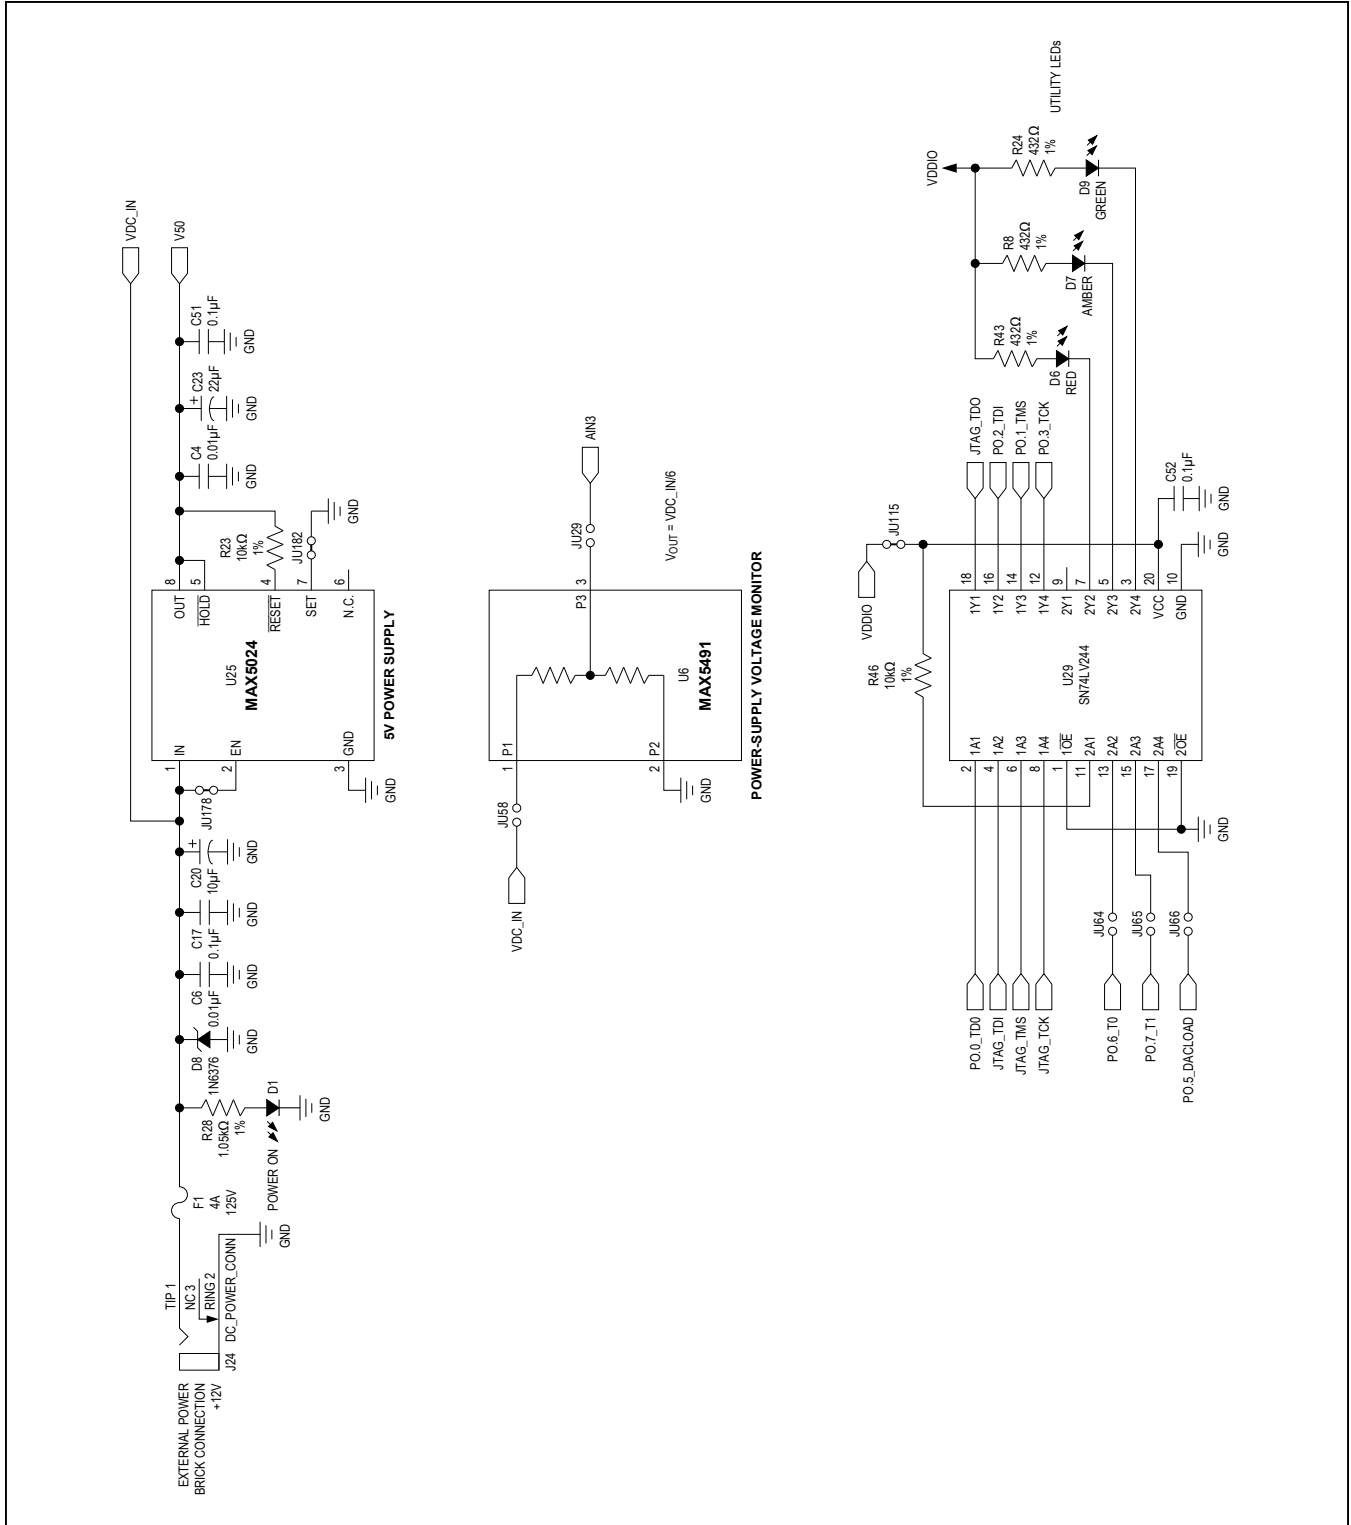 EXTERNAL POWER
BRICK CONNECTION
+12V
J24
DC_POWER_CONN
TIP 1
NC 3
RING 2
GND
F1
4A
125V
R28
1.05kΩ
1%
POWER ON
D1
GND
D8
1N6376
GND
C6
0.01µF
GND
C17
0.1µF
GND
C20
10µF
+
GND
JU178
1
IN
2
EN
3
GND
GND
U25
MAX5024
5V POWER SUPPLY
OUT
8
HOLD
5
RESET
4
SET
7
N.C.
6
R23
10kΩ
1%
JU182
GND
C4
0.01µF
GND
C23
22µF
+
GND
C51
0.1µF
GND
VDC_IN
V50
VDC_IN
JU58
1
P1
2
P2
GND
U6
MAX5491
P3
3
JU29
AIN3
VOUT = VDC_IN/6
POWER-SUPPLY VOLTAGE MONITOR
PO.0_TD0
JTAG_TDI
JTAG_TMS
JTAG_TCK
PO.6_T0
PO.7_T1
PO.5_DACLOAD
JU64
JU65
JU66
GND
2
1A1
4
1A2
6
1A3
8
1A4
1
1OE
11
2A1
13
2A2
15
2A3
17
2A4
19
2OE
R46
10kΩ
1%
U29
SN74LV244
VDDIO
JU115
1Y1
18
1Y2
16
1Y3
14
1Y4
12
2Y1
9
2Y2
7
2Y3
5
2Y4
3
VCC
20
GND
10
GND
C52
0.1µF
GND
JTAG_TDO
PO.2_TDI
PO.1_TMS
PO.3_TCK
D6
RED
R43
432Ω
1%
D7
AMBER
R8
432Ω
1%
D9
GREEN
R24
432Ω
1%
VDDIO
UTILITY LEDs